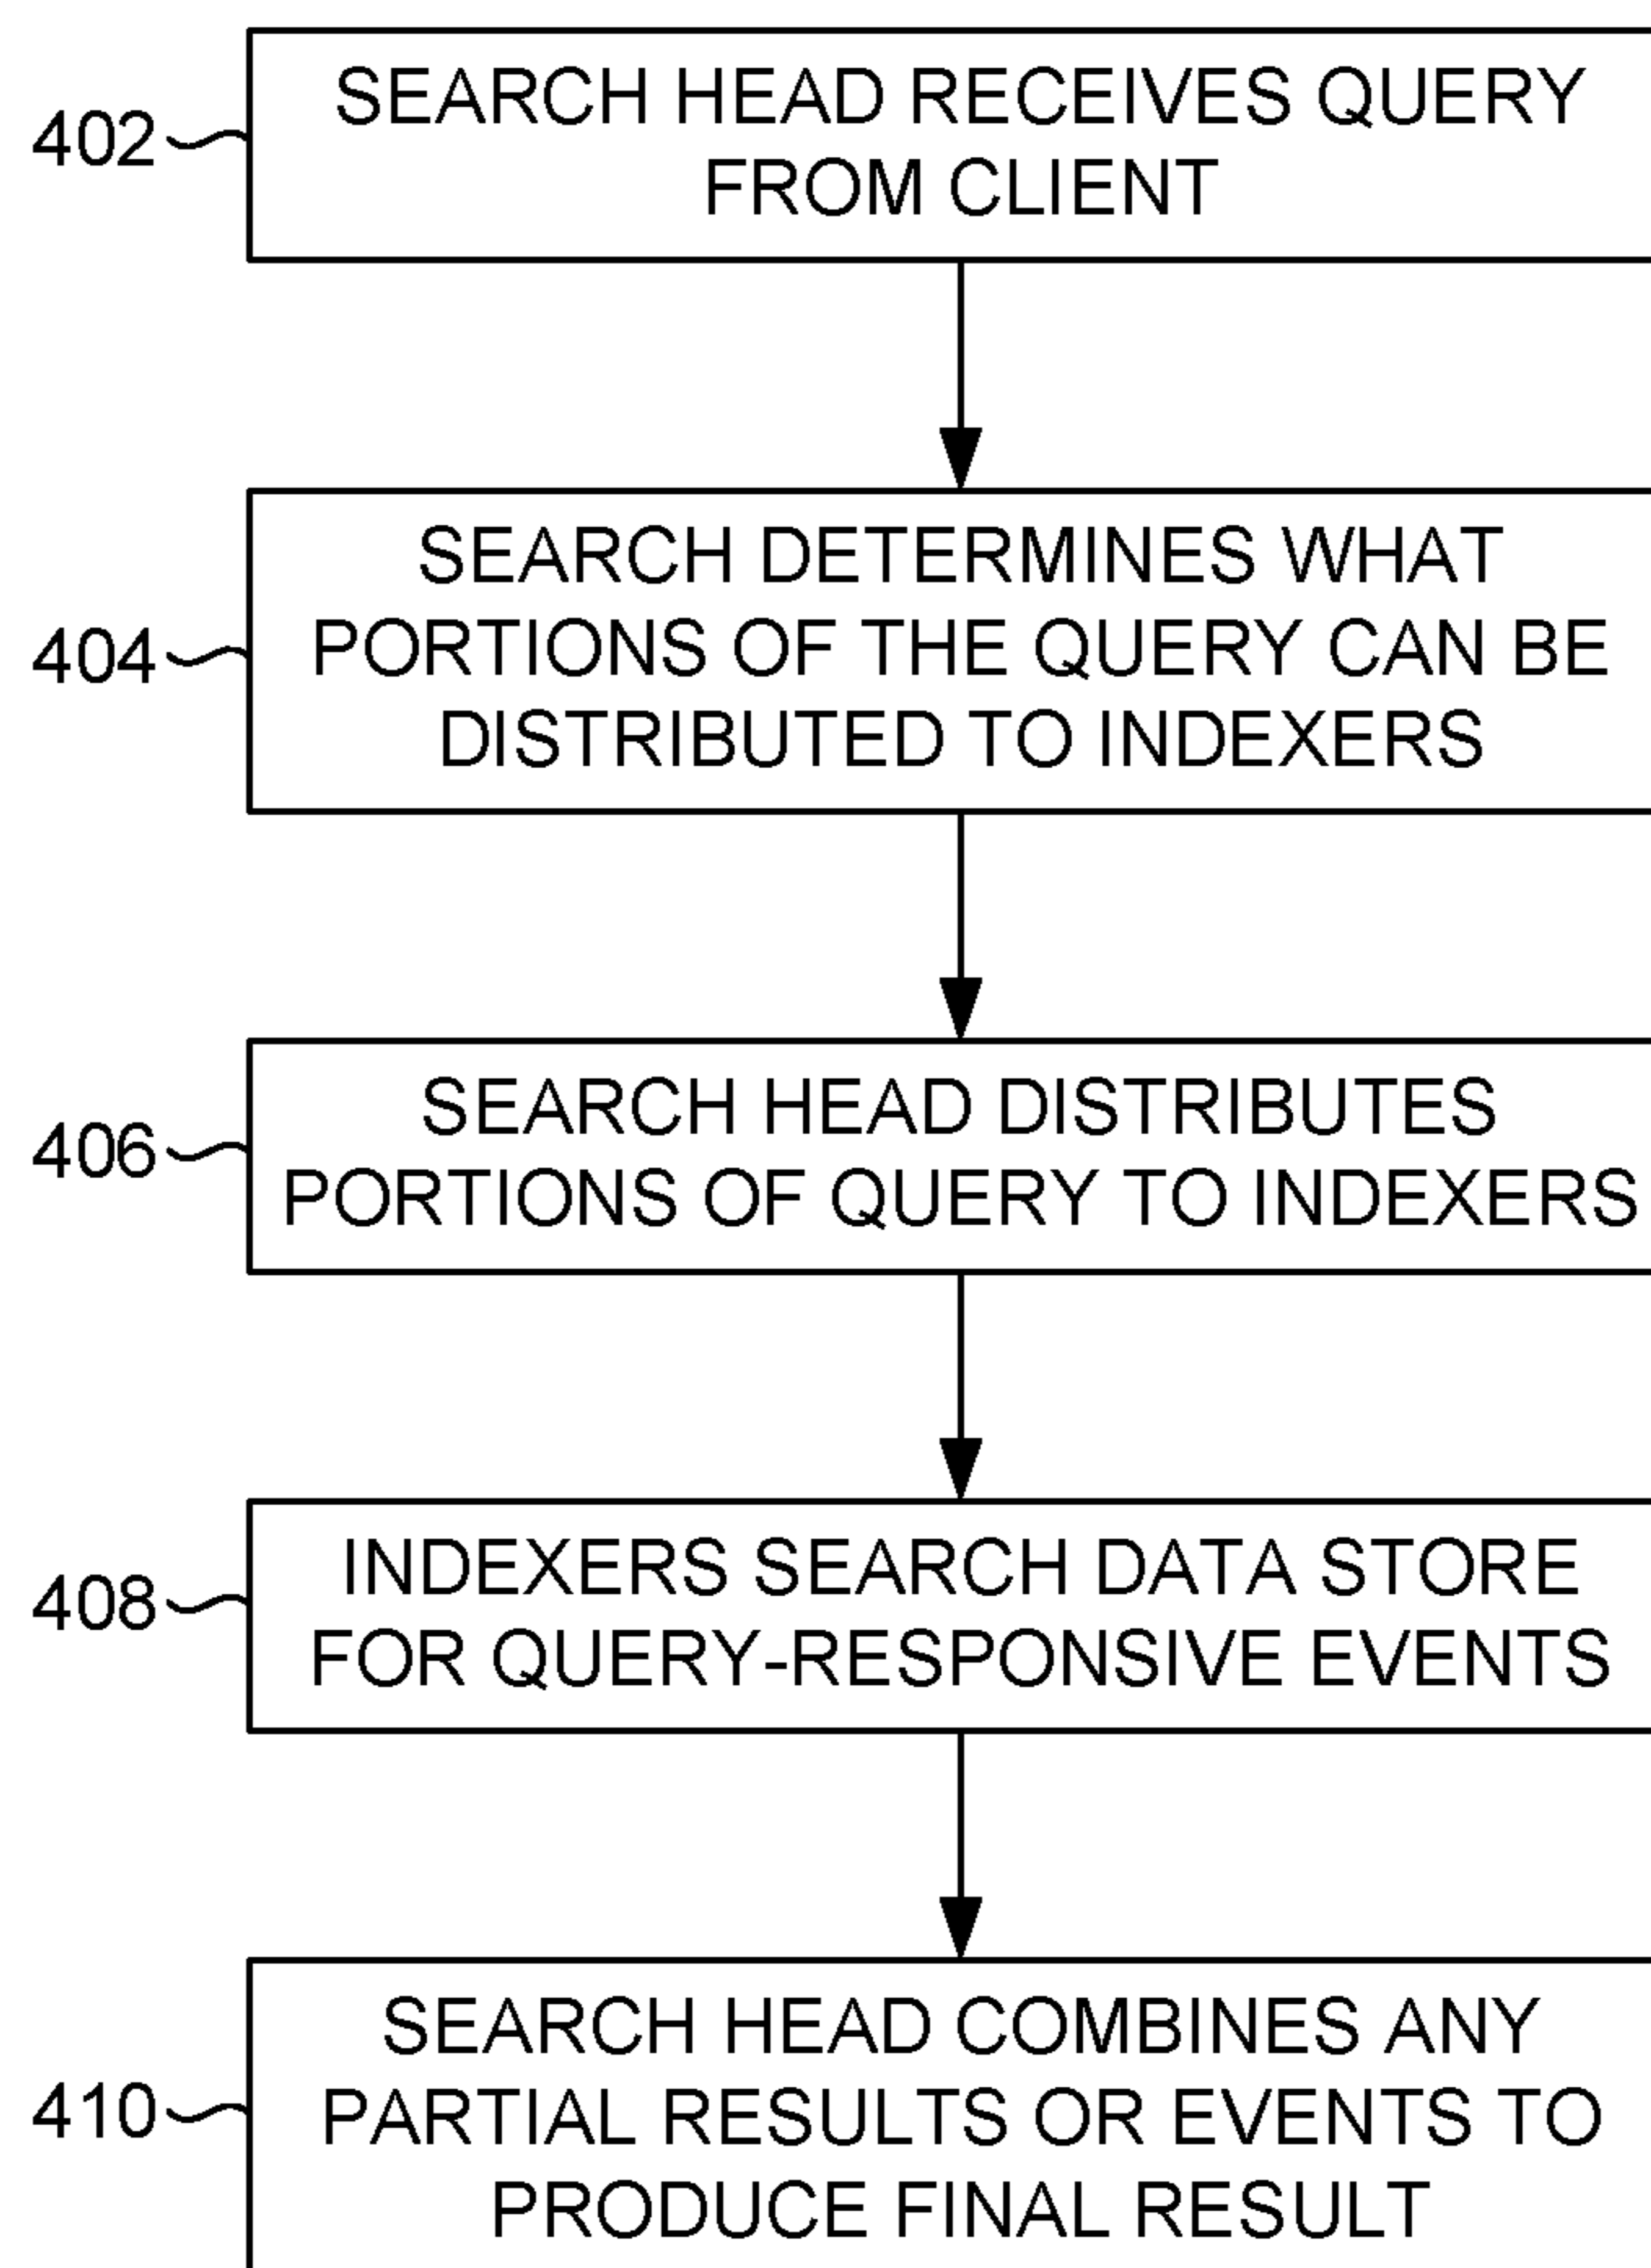 402
SEARCH HEAD RECEIVES QUERY
FROM CLIENT
404
SEARCH DETERMINES WHAT
PORTIONS OF THE QUERY CAN BE
DISTRIBUTED TO INDEXERS
406
SEARCH HEAD DISTRIBUTES
PORTIONS OF QUERY TO INDEXERS
408
INDEXERS SEARCH DATA STORE
FOR QUERY-RESPONSIVE EVENTS
410
SEARCH HEAD COMBINES ANY
PARTIAL RESULTS OR EVENTS TO
PRODUCE FINAL RESULT